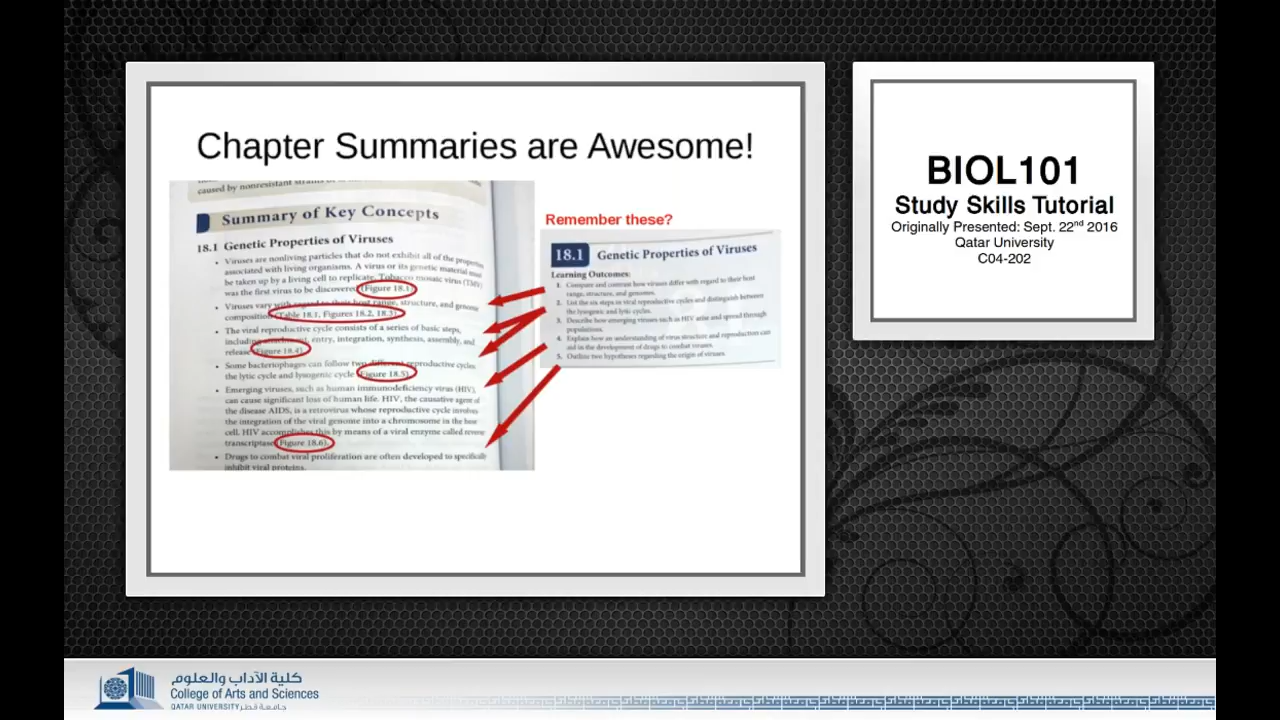 Chapter Summaries are Awesome!
caused by nonresistant strains
Summary of Key Concepts
18.1 Genetic Properties of Viruses
• Viruses are nonliving particles that do not exhibit all of the properties
associated with living organisms. A virus or its genetic material must
be taken up by a living cell to replicate. Tobacco mosaic virus (TMV)
was the first virus to be discovered (Figure 18.1).
• Viruses vary with regard to their host range, structure, and genome
composition (Table 18.1, Figures 18.2, 18.3).
• The viral reproductive cycle consists of a series of basic steps,
including attachment, entry, integration, synthesis, assembly, and
release (Figure 18.4).
• Some bacteriophages can follow two different reproductive cycles,
the lytic cycle and lysogenic cycle (Figure 18.5).
• Emerging viruses, such as human immunodeficiency virus (HIV),
can cause significant loss of human life. HIV, the causative agent of
the disease AIDS, is a retrovirus whose reproductive cycle involves
the integration of the viral genome into a chromosome in the host
cell. HIV accomplishes this by means of a viral enzyme called reverse
transcriptase (Figure 18.6).
• Drugs to combat viral proliferation are often developed to specifically
inhibit viral proteins.
Remember these?
18.1 Genetic Properties of Viruses
Learning Outcomes:
1. Compare and contrast how viruses differ with regard to their host
range, structure, and genomes.
2. List the six steps in viral reproductive cycles and distinguish between
the lysogenic and lytic cycles.
3. Describe how emerging viruses such as HIV arise and spread through
populations.
4. Explain how an understanding of virus structure and reproduction can
aid in the development of drugs to combat viruses.
5. Outline two hypotheses regarding the origin of viruses.
BIOL101
Study Skills Tutorial
Originally Presented: Sept. 22nd 2016
Qatar University
C04-202
كلية الآداب والعلوم
College of Arts and Sciences
QATAR UNIVERSITY جامعة قطر